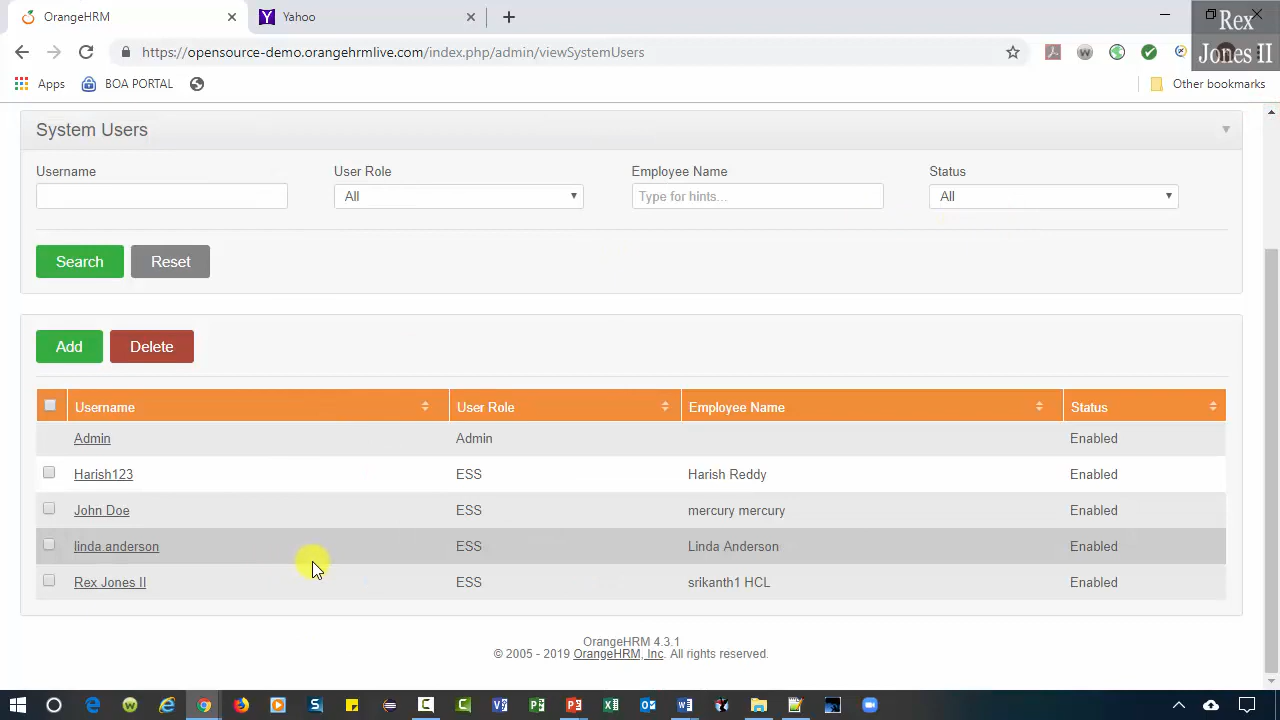 OrangeHRM
Yahoo
Rex
Jones II
https://opensource-demo.orangehrmlive.com/index.php/admin/viewSystemUsers
Apps
BOA PORTAL
Other bookmarks
System Users
Username
User Role
Employee Name
Status
All
Type for hints...
All
Search
Reset
Add
Delete
Username
User Role
Employee Name
Status
Admin
Admin
Enabled
Harish123
ESS
Harish Reddy
Enabled
John Doe
ESS
mercury mercury
Enabled
linda anderson
ESS
Linda Anderson
Enabled
Rex Jones II
ESS
srikanth1 HCL
Enabled
OrangeHRM 4.3.1
© 2005 - 2019 OrangeHRM, Inc. All rights reserved.